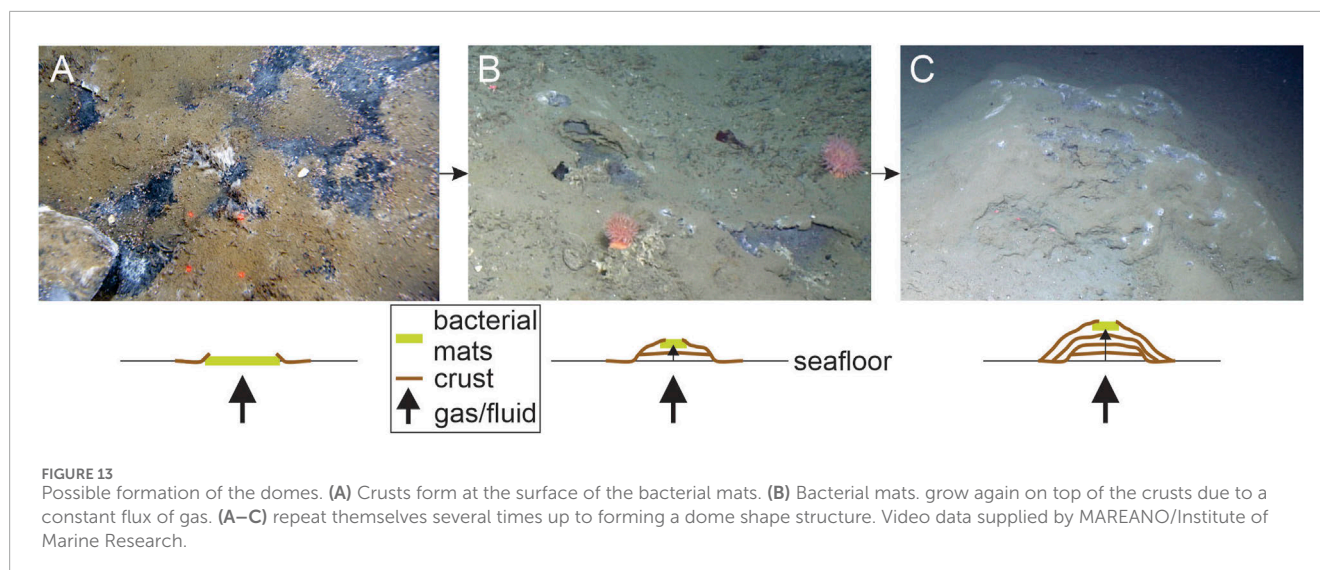 A
B
C
bacterial
mats
crust
gas/fluid
seafloor
FIGURE 13
Possible formation of the domes. (A) Crusts form at the surface of the bacterial mats. (B) Bacterial mats. grow again on top of the crusts due to a
constant flux of gas. (A–C) repeat themselves several times up to forming a dome shape structure. Video data supplied by MAREANO/Institute of
Marine Research.